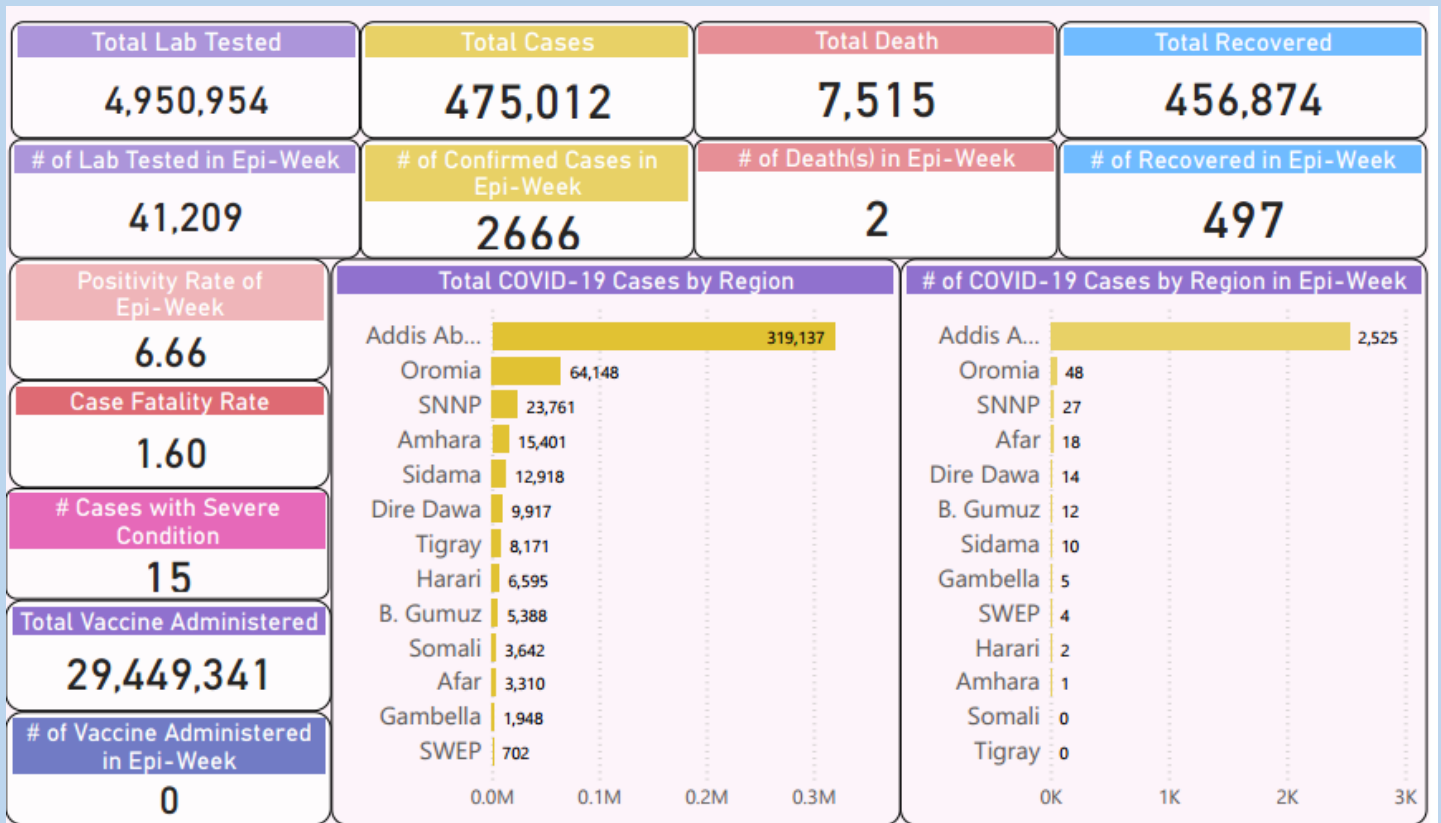 Total Lab Tested
4,950,954
Total Cases
475,012
Total Death
7,515
Total Recovered
456,874
# of Lab Tested in Epi-Week
41,209
# of Confirmed Cases in
Epi-Week
2666
# of Death(s) in Epi-Week
2
# of Recovered in Epi-Week
497
Positivity Rate of
Epi-Week
6.66
Case Fatality Rate
1.60
# Cases with Severe
Condition
15
Total Vaccine Administered
29,449,341
# of Vaccine Administered
in Epi-Week
0
Total COVID-19 Cases by Region
Addis Ab... 319,137
Oromia 64,148
SNNP 23,761
Amhara 15,401
Sidama 12,918
Dire Dawa 9,917
Tigray 8,171
Harari 6,595
B. Gumuz 5,388
Somali 3,642
Afar 3,310
Gambella 1,948
SWEP 702
0.0M 0.1M 0.2M 0.3M
# of COVID-19 Cases by Region in Epi-Week
Addis A... 2,525
Oromia 48
SNNP 27
Afar 18
Dire Dawa 14
B. Gumuz 12
Sidama 10
Gambella 5
SWEP 4
Harari 2
Amhara 1
Somali 0
Tigray 0
0K 1K 2K 3K